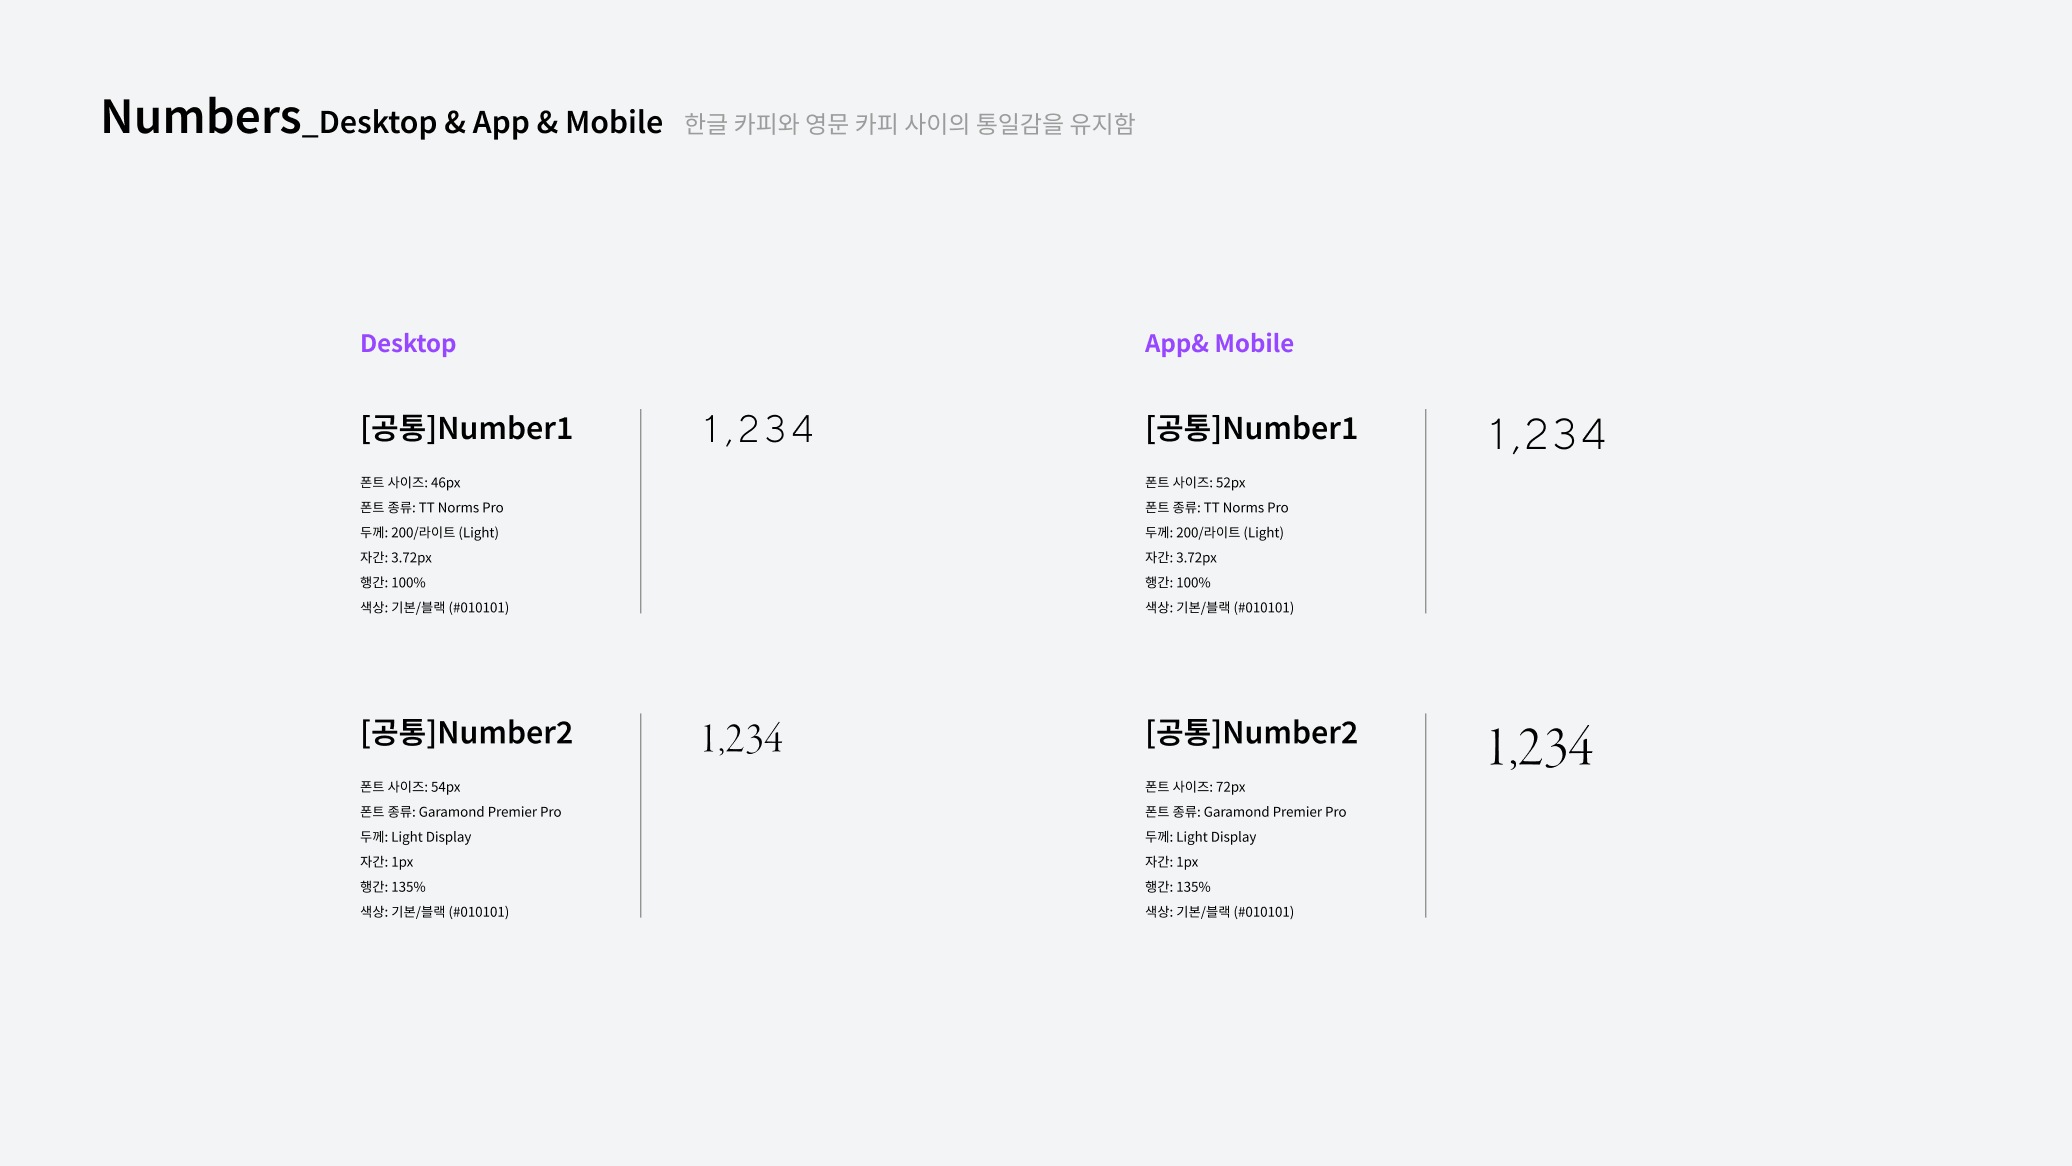 Numbers_Desktop & App & Mobile 한글 카피와 영문 카피 사이의 통일감을 유지함
Desktop
[공통]Number1
1,234
폰트 사이즈: 46px
폰트 종류: TT Norms Pro
두께: 200/라이트 (Light)
자간: 3.72px
행간: 100%
색상: 기본/블랙 (#010101)
[공통]Number2
1,234
폰트 사이즈: 54px
폰트 종류: Garamond Premier Pro
두께: Light Display
자간: 1px
행간: 135%
색상: 기본/블랙 (#010101)
App& Mobile
[공통]Number1
1,234
폰트 사이즈: 52px
폰트 종류: TT Norms Pro
두께: 200/라이트 (Light)
자간: 3.72px
행간: 100%
색상: 기본/블랙 (#010101)
[공통]Number2
1,234
폰트 사이즈: 72px
폰트 종류: Garamond Premier Pro
두께: Light Display
자간: 1px
행간: 135%
색상: 기본/블랙 (#010101)